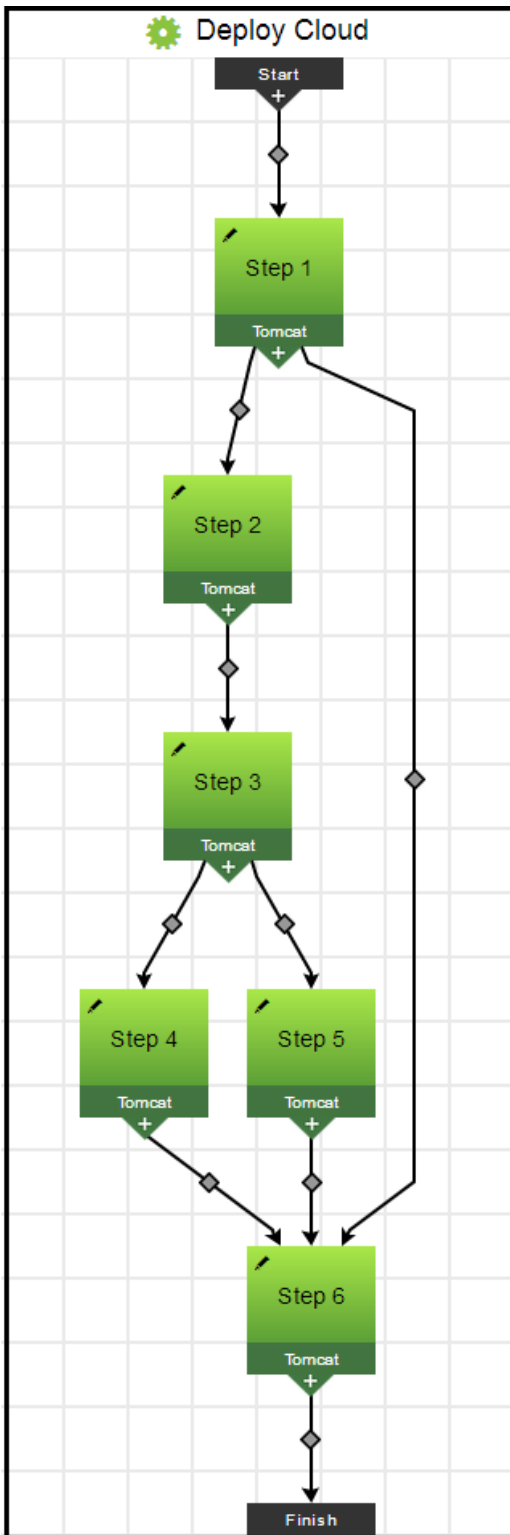 Deploy Cloud
Start
+
Step 1
Tomcat
+
Step 2
Tomcat
+
Step 3
Tomcat
+
Step 4
Step 5
Tomcat
Tomcat
+
+
Step 6
Tomcat
+
Finish